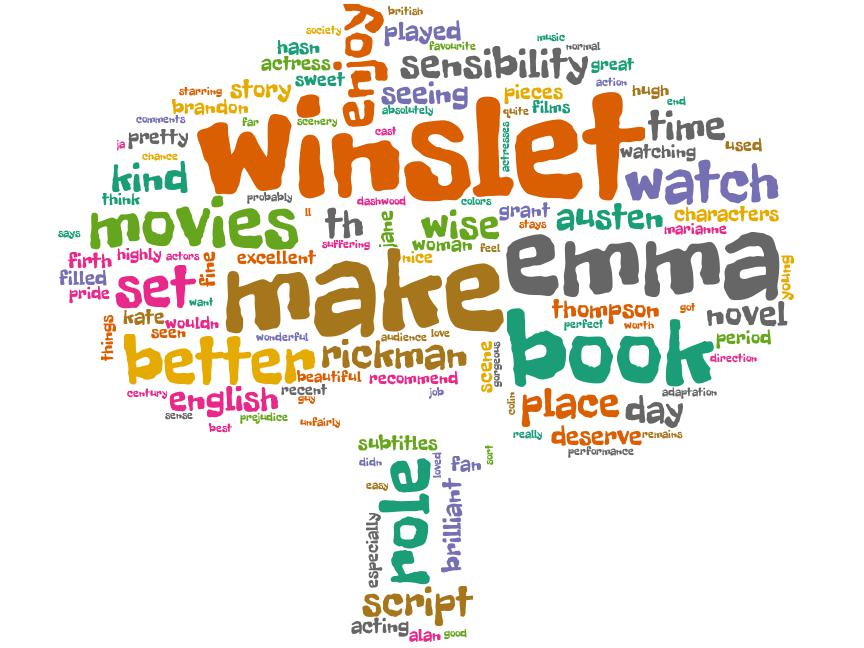 british
society
enjoy
played
music
hasn
favourite
normal
actress
sensibility
great
sweet
starring
story
seeing
pieces
action
hugh
brandon
absolutely
quite
films
end
comments
far
scenery
winslet
time
ja
pretty
cast
actresses
watching
used
chance
kind
watch
think
probably
dashwood
colors
movies
ll
th
jane
wise
grant
stays
austen
characters
says
suffering
woman
feel
marianne
firth
highly
actors
fine
excellent
nice
emma
young
filled
set
make
pride
want
kate
wouldn
thompson
got
novel
seen
perfect
worth
things
wonderful
audience
love
book
period
better
rickman
scene
gorgeous
direction
beautiful
recommend
century
english
recent
job
guy
colin
place
adaptation
day
sense
prejudice
best
unfairly
really
deserve
remains
performance
subtitles
sort
didn
role
loved
fan
easy
brilliant
especially
script
acting
alan
good